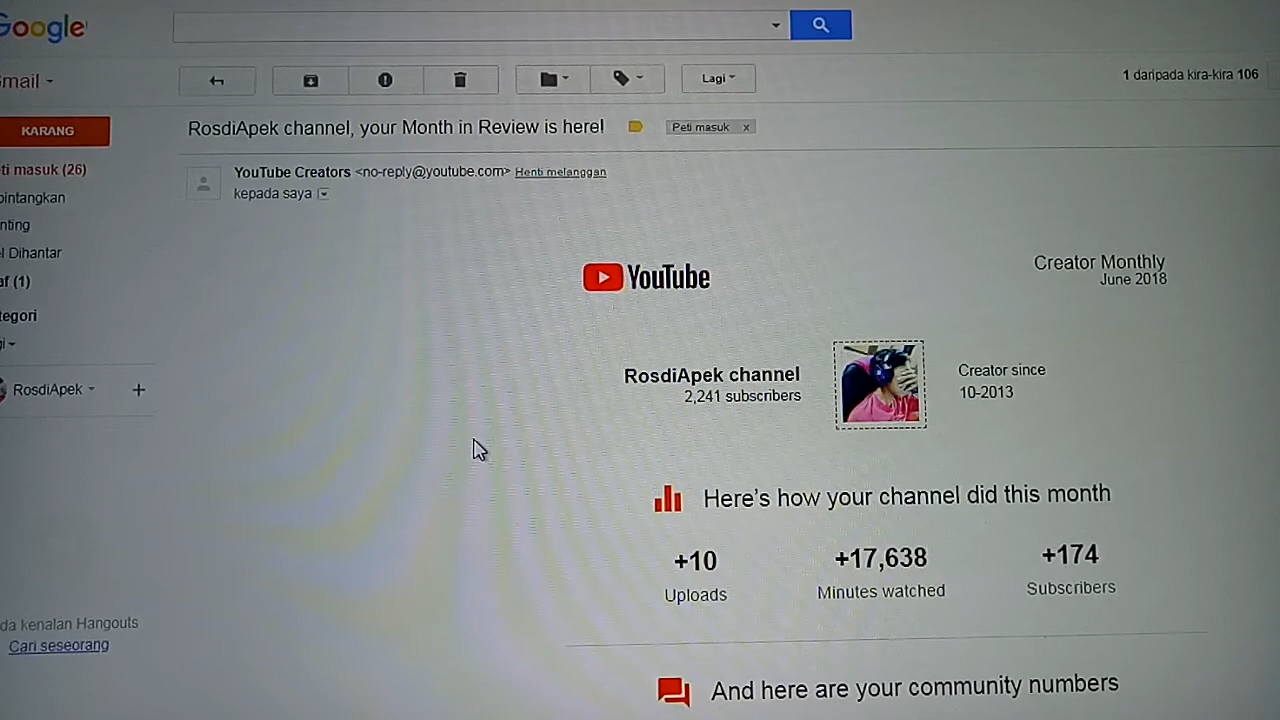 Google
mail
Lagi
1 daripada kira-kira 106
KARANG
RosdiApek channel, your Month in Review is here!
Peti masuk x
ti masuk (26)
YouTube Creators <no-reply@youtube.com> Henti melanggan
kepada saya
bintangkan
nting
l Dihantar
af (1)
tegori
gi
RosdiApek +
YouTube
Creator Monthly
June 2018
RosdiApek channel
2,241 subscribers
Creator since
10-2013
Here's how your channel did this month
+10
Uploads
+17,638
Minutes watched
+174
Subscribers
da kenalan Hangouts
Cari seseorang
And here are your community numbers